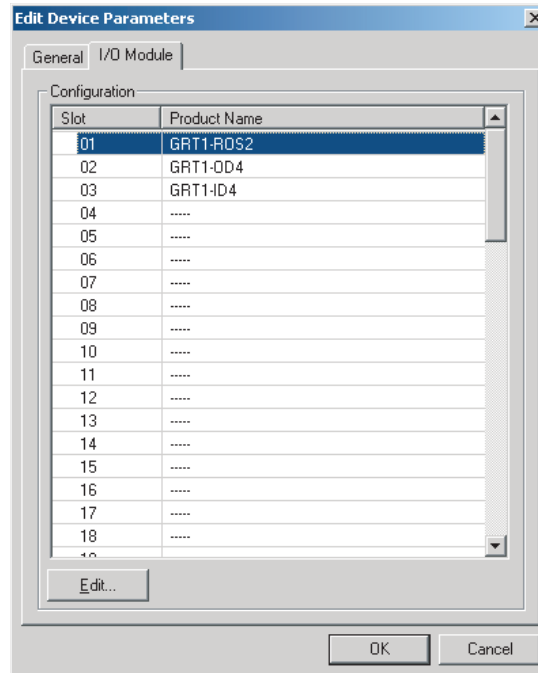 Edit Device Parameters
General I/O Module
Configuration
Slot Product Name
01 GRT1-ROS2
02 GRT1-OD4
03 GRT1-ID4
04 -----
05 -----
06 -----
07 -----
08 -----
09 -----
10 -----
11 -----
12 -----
13 -----
14 -----
15 -----
16 -----
17 -----
18 -----
Edit...
OK Cancel